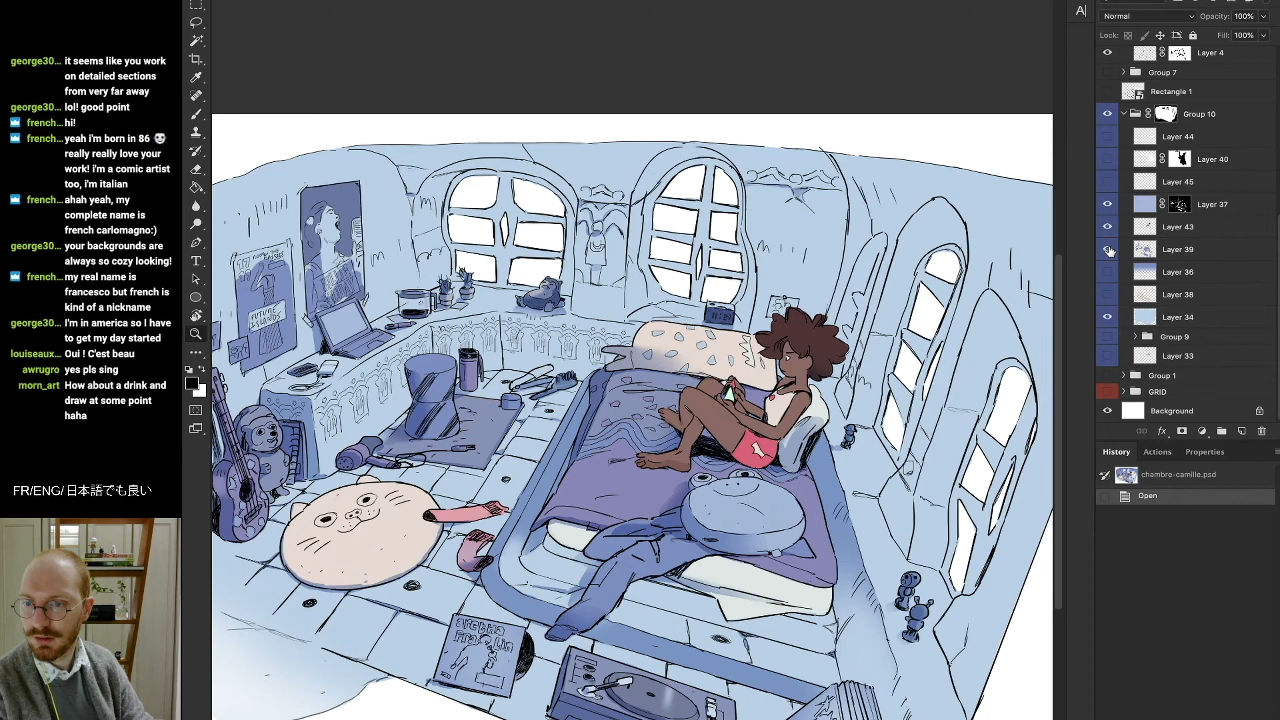 george30... it seems like you work
on detailed sections
from very far away
george30... lol! good point
french... hi!
french... yeah i'm born in 86
really really love your
work! i'm a comic artist
too, i'm italian
french... ahah yeah, my
complete name is
french carlomagno:)
george30... your backgrounds are
always so cozy looking!
french... my real name is
francesco but french is
kind of a nickname
george30... I'm in america so I have
to get my day started
louiseaux... Oui ! C'est beau
awrugro yes pls sing
morn_art How about a drink and
draw at some point
haha
FR/ENG/日本語でも良い
A|
Normal Opacity: 100%
Lock: Fill: 100%
Layer 4
Group 7
Rectangle 1
Group 10
Layer 44
Layer 40
Layer 45
Layer 37
Layer 43
Layer 39
Layer 36
Layer 38
Layer 34
Group 9
Layer 33
Group 1
GRID
Background
fx
History Actions Properties
chambre-camille.psd
Open
FUTURE
ISLANDS